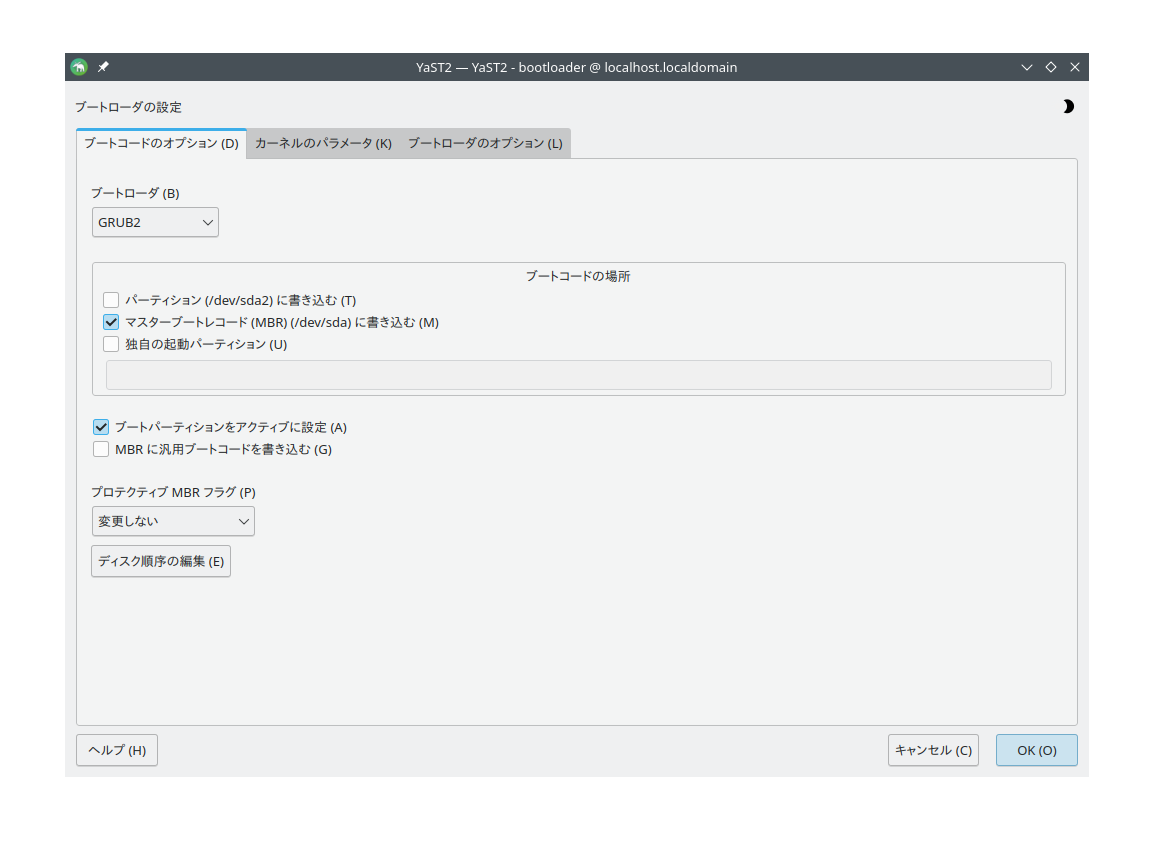 YaST2 — YaST2 - bootloader @ localhost.localdomain
ブートローダの設定
ブートコードのオプション (D) カーネルのパラメータ (K) ブートローダのオプション (L)
ブートローダ (B)
GRUB2
ブートコードの場所
パーティション (/dev/sda2) に書き込む (T)
マスターブートレコード (MBR) (/dev/sda) に書き込む (M)
独自の起動パーティション (U)
ブートパーティションをアクティブに設定 (A)
MBR に汎用ブートコードを書き込む (G)
プロテクティブ MBR フラグ (P)
変更しない
ディスク順序の編集 (E)
ヘルプ (H) キャンセル (C) OK (O)